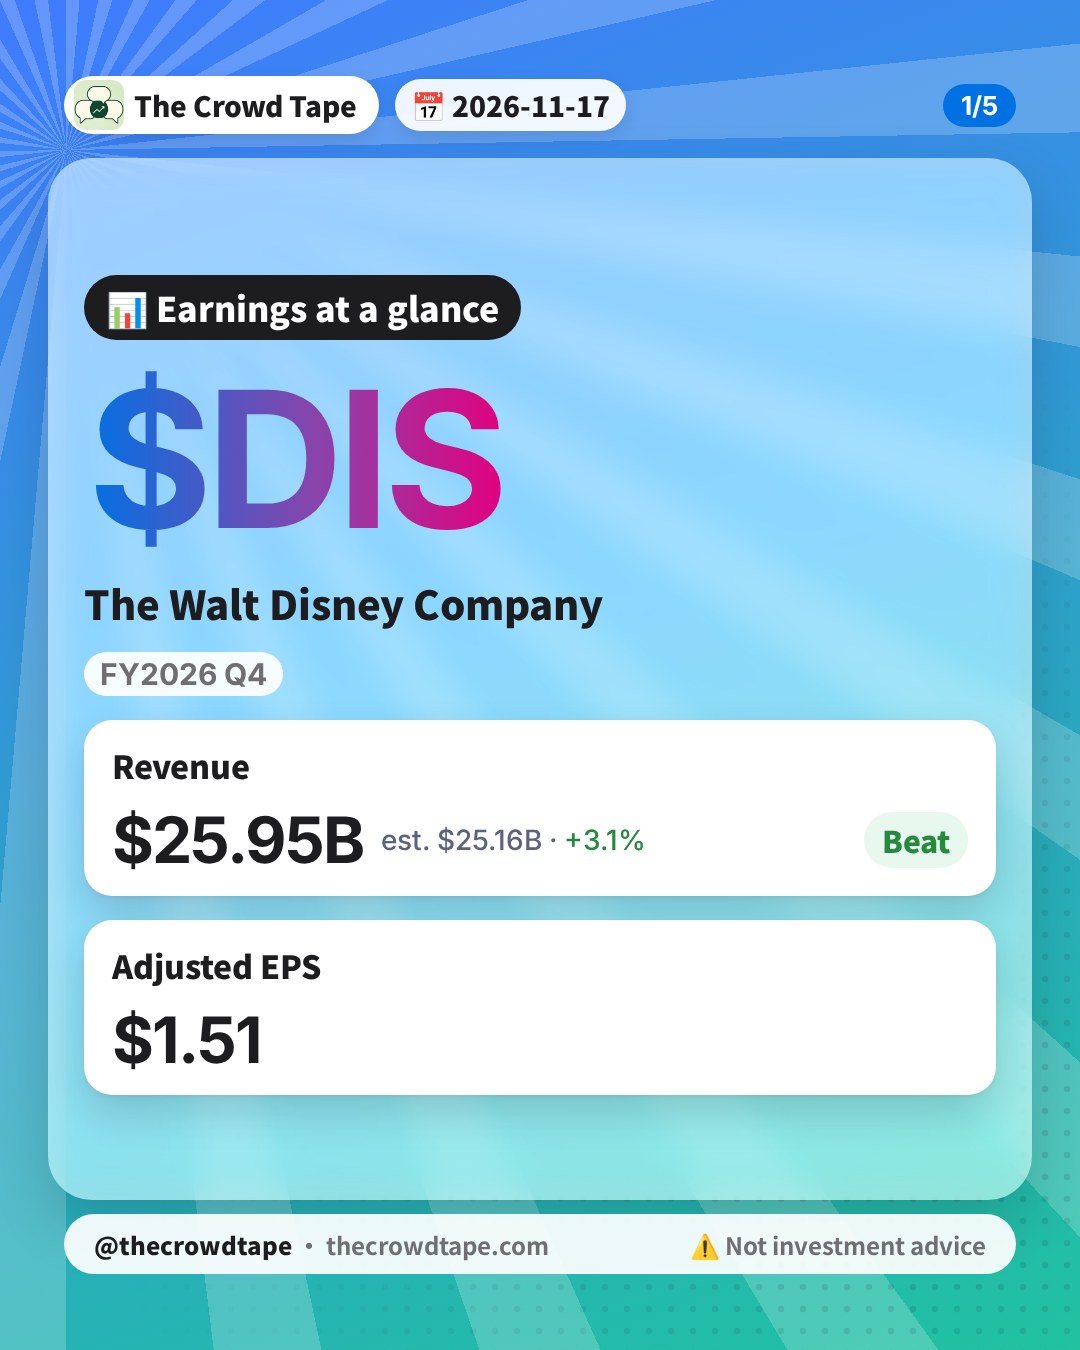 The Crowd Tape
📅 2026-11-17
1/5
📊 Earnings at a glance
$DIS
The Walt Disney Company
FY2026 Q4
Revenue
$25.95B est. $25.16B · +3.1%
Beat
Adjusted EPS
$1.51
@thecrowdtape • thecrowdtape.com
⚠️ Not investment advice